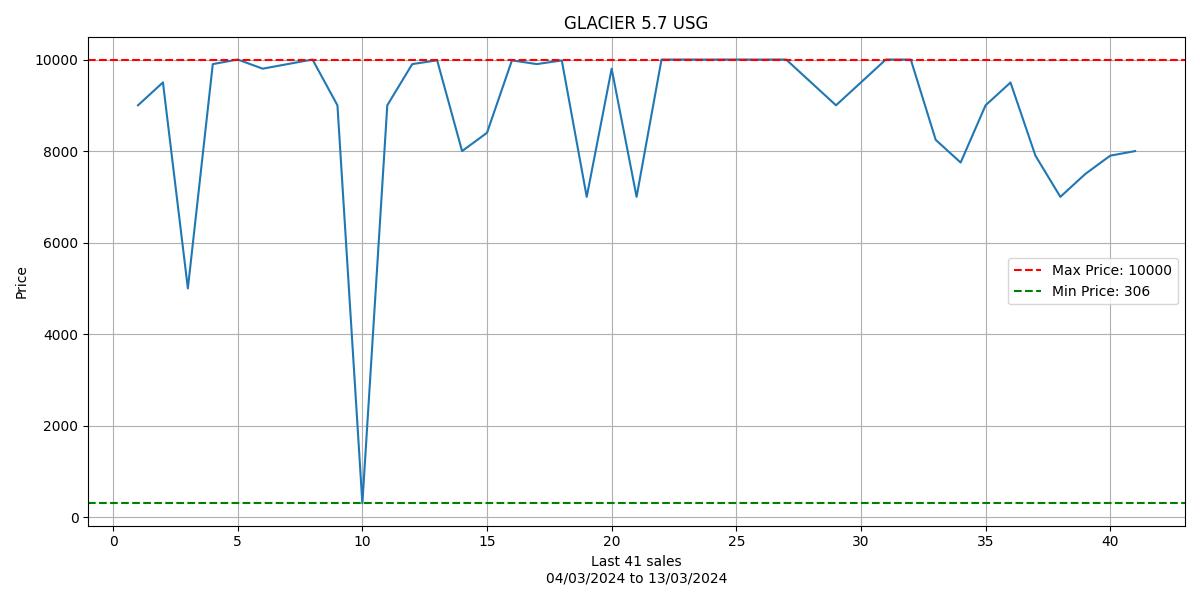 GLACIER 5.7 USG
10000
8000
6000
4000
2000
0
Price
Max Price: 10000
Min Price: 306
0 5 10 15 20 25 30 35 40
Last 41 sales
04/03/2024 to 13/03/2024